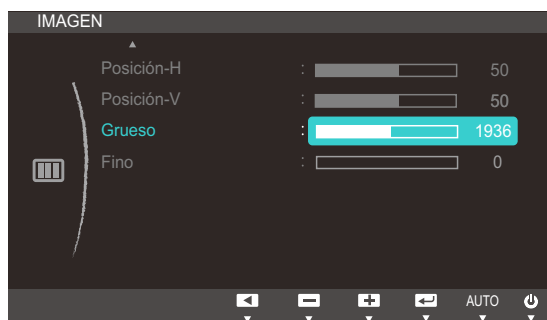 IMAGEN
Posición-H : 50
Posición-V : 50
Grueso : 1936
Fino : 0
AUTO